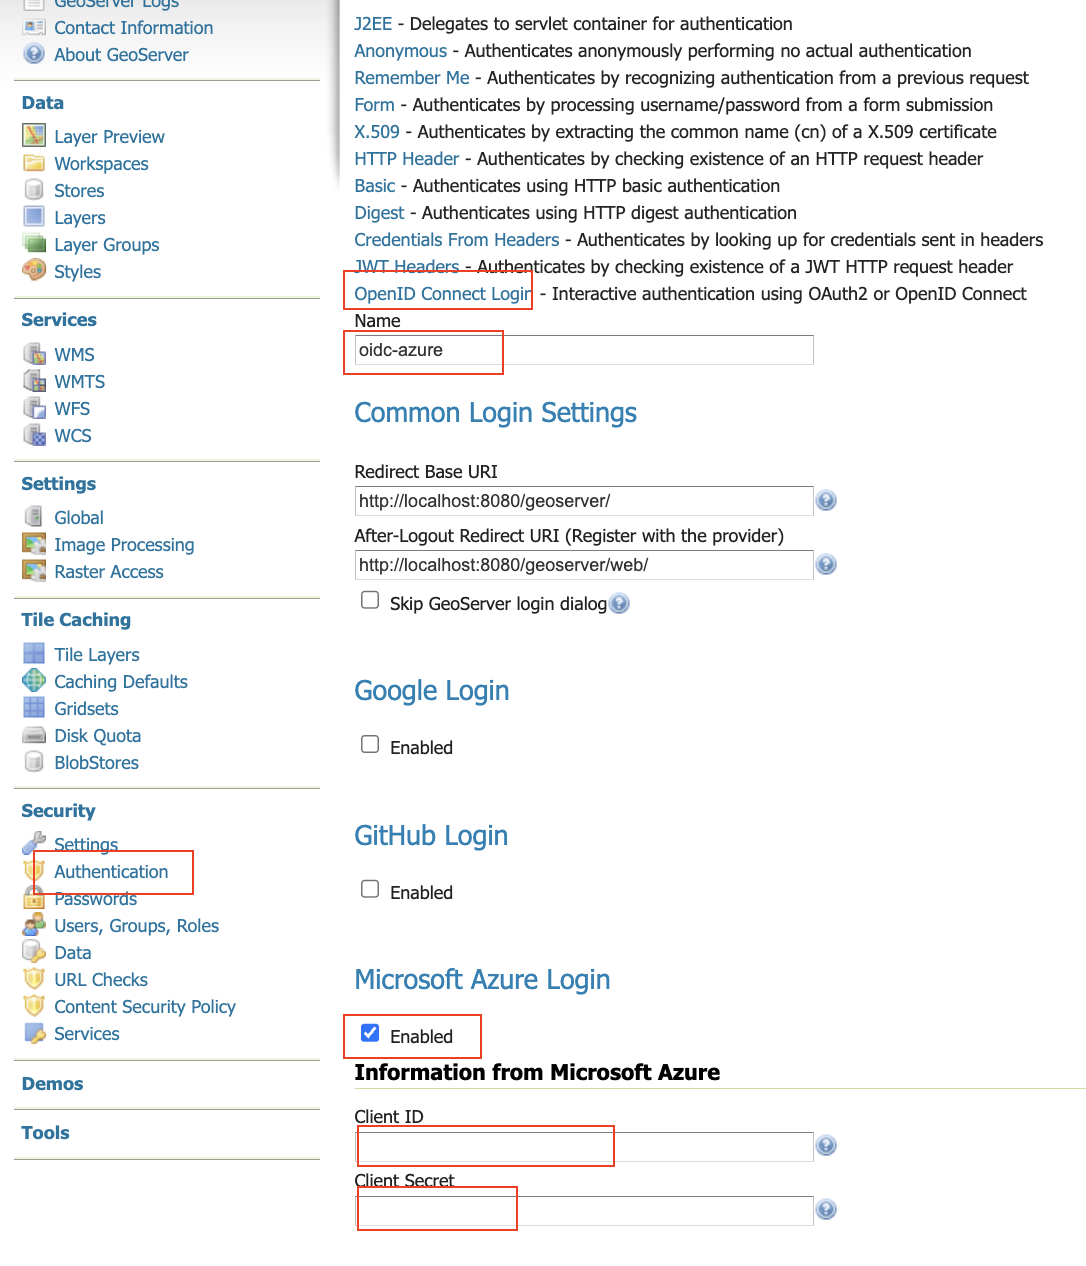 GeoServer Logs
Contact Information
About GeoServer
Data
Layer Preview
Workspaces
Stores
Layers
Layer Groups
Styles
Services
WMS
WMTS
WFS
WCS
Settings
Global
Image Processing
Raster Access
Tile Caching
Tile Layers
Caching Defaults
Gridsets
Disk Quota
BlobStores
Security
Settings
Authentication
Passwords
Users, Groups, Roles
Data
URL Checks
Content Security Policy
Services
Demos
Tools
J2EE - Delegates to servlet container for authentication
Anonymous - Authenticates anonymously performing no actual authentication
Remember Me - Authenticates by recognizing authentication from a previous request
Form - Authenticates by processing username/password from a form submission
X.509 - Authenticates by extracting the common name (cn) of a X.509 certificate
HTTP Header - Authenticates by checking existence of an HTTP request header
Basic - Authenticates using HTTP basic authentication
Digest - Authenticates using HTTP digest authentication
Credentials From Headers - Authenticates by looking up for credentials sent in headers
JWT Headers - Authenticates by checking existence of a JWT HTTP request header
OpenID Connect Login - Interactive authentication using OAuth2 or OpenID Connect
Name
oidc-azure
Common Login Settings
Redirect Base URI
http://localhost:8080/geoserver/
After-Logout Redirect URI (Register with the provider)
http://localhost:8080/geoserver/web/
Skip GeoServer login dialog
Google Login
Enabled
GitHub Login
Enabled
Microsoft Azure Login
Enabled
Information from Microsoft Azure
Client ID
Client Secret